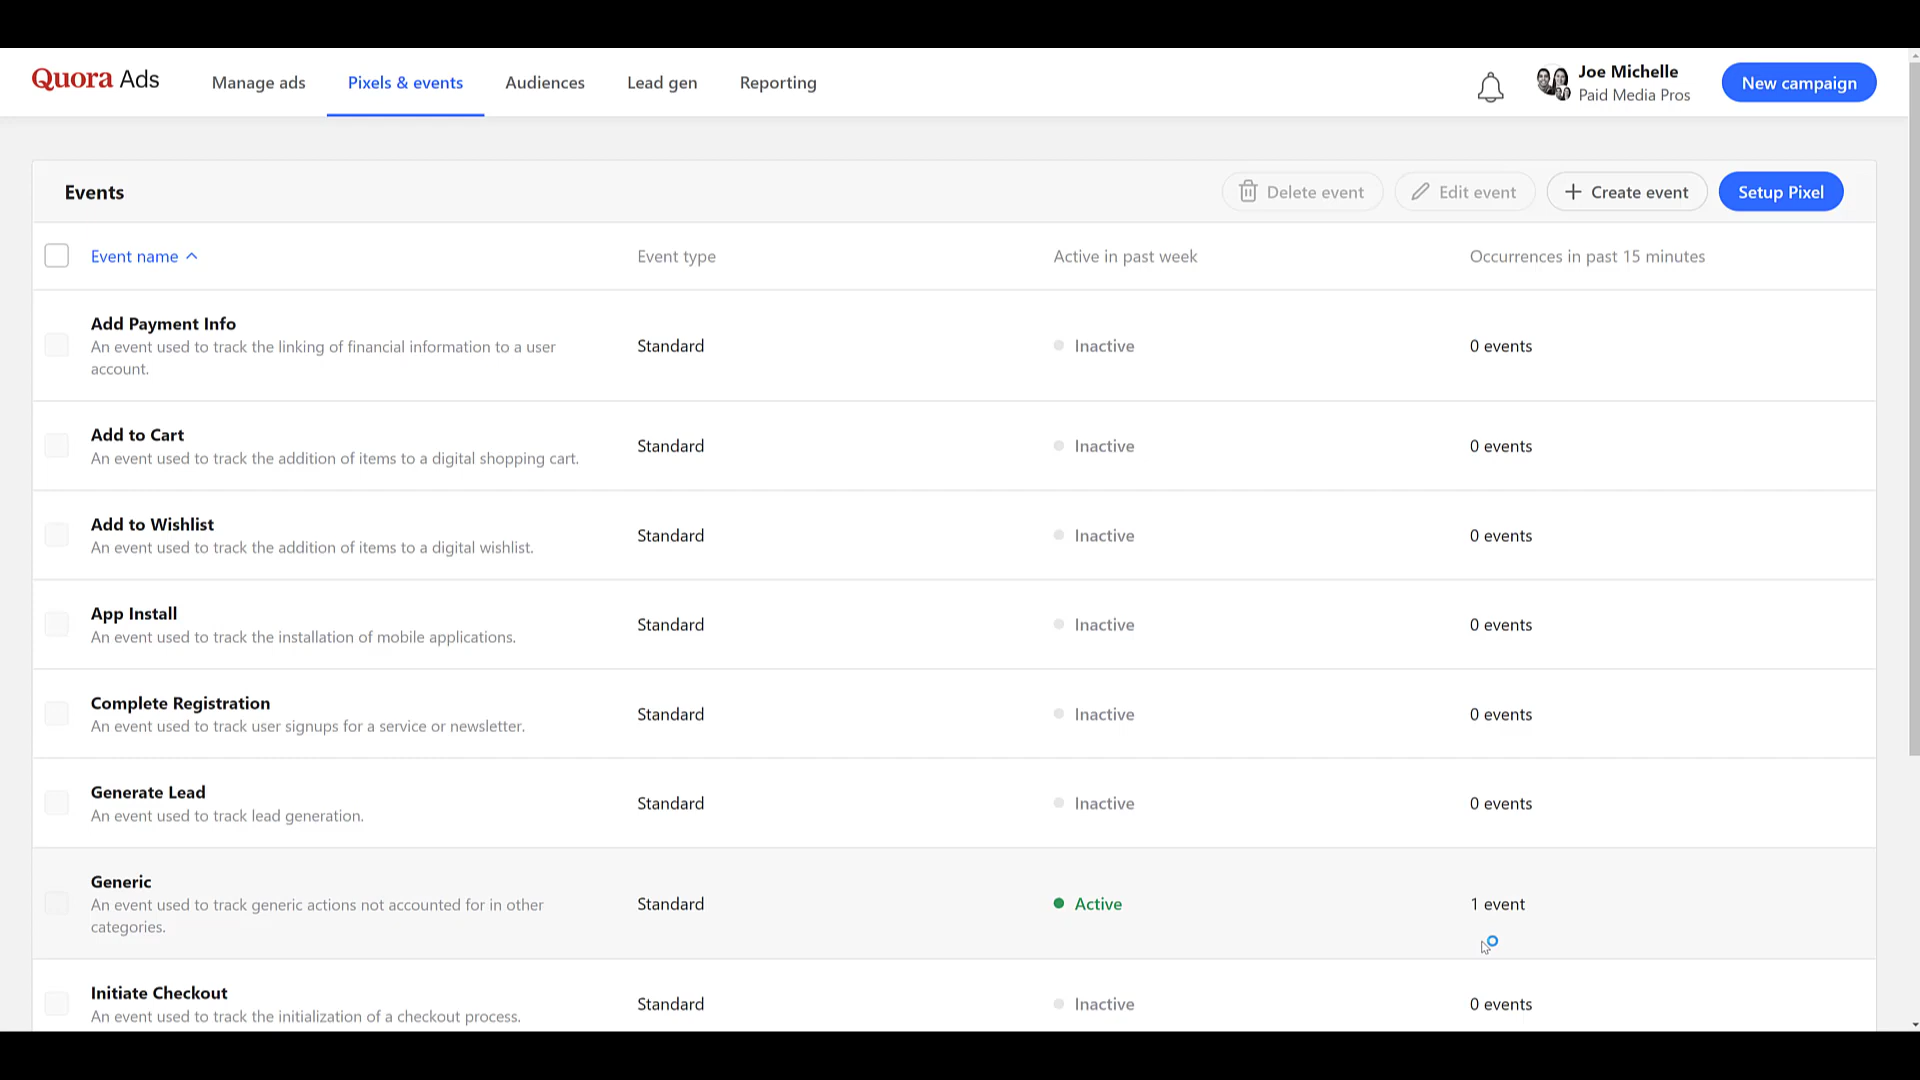 Quora Ads
Manage ads
Pixels & events
Audiences
Lead gen
Reporting
Joe Michelle
Paid Media Pros
New campaign
Events
Delete event
Edit event
Create event
Setup Pixel
Event name
Event type
Active in past week
Occurrences in past 15 minutes
Add Payment Info
An event used to track the linking of financial information to a user
account.
Standard
Inactive
0 events
Add to Cart
An event used to track the addition of items to a digital shopping cart.
Standard
Inactive
0 events
Add to Wishlist
An event used to track the addition of items to a digital wishlist.
Standard
Inactive
0 events
App Install
An event used to track the installation of mobile applications.
Standard
Inactive
0 events
Complete Registration
An event used to track user signups for a service or newsletter.
Standard
Inactive
0 events
Generate Lead
An event used to track lead generation.
Standard
Inactive
0 events
Generic
An event used to track generic actions not accounted for in other
categories.
Standard
Active
1 event
Initiate Checkout
An event used to track the initialization of a checkout process.
Standard
Inactive
0 events